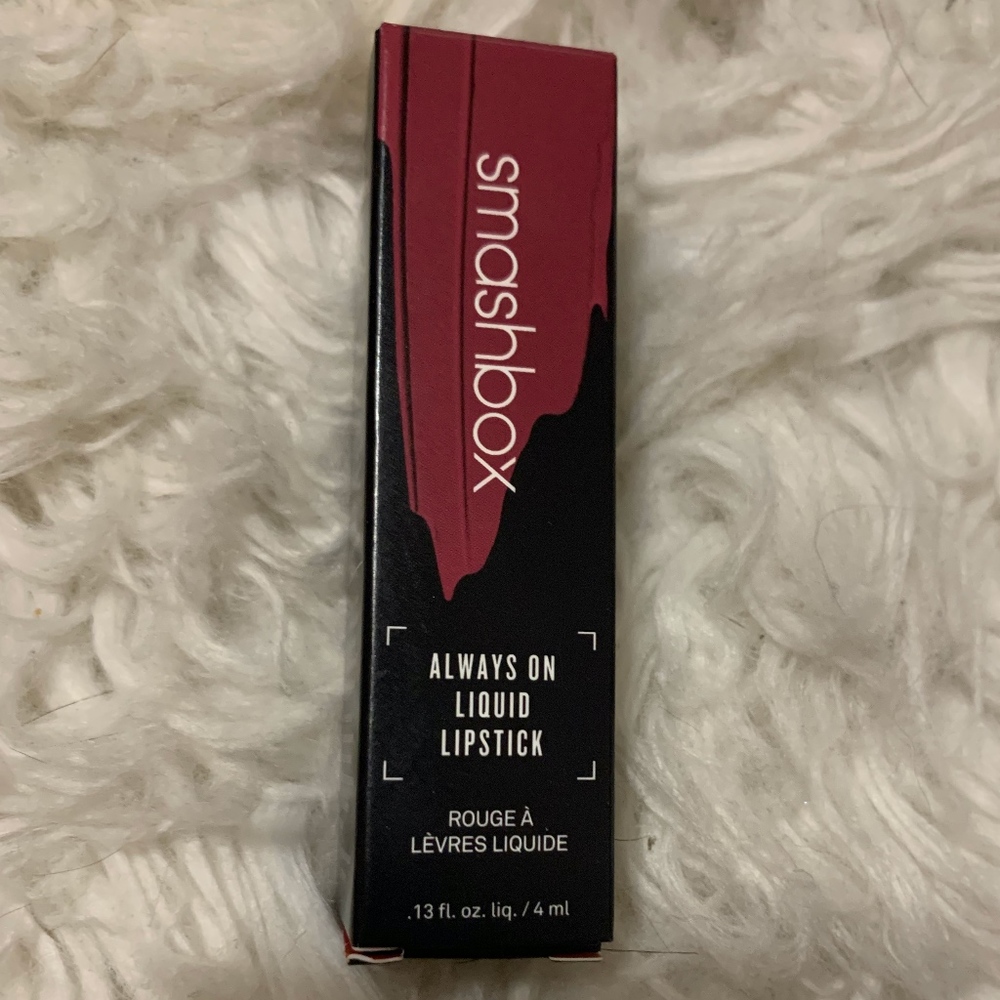 smashbox
ALWAYS ON
LIQUID
LIPSTICK
ROUGE À
LÈVRES LIQUIDE
.13 fl. oz. liq. / 4 ml